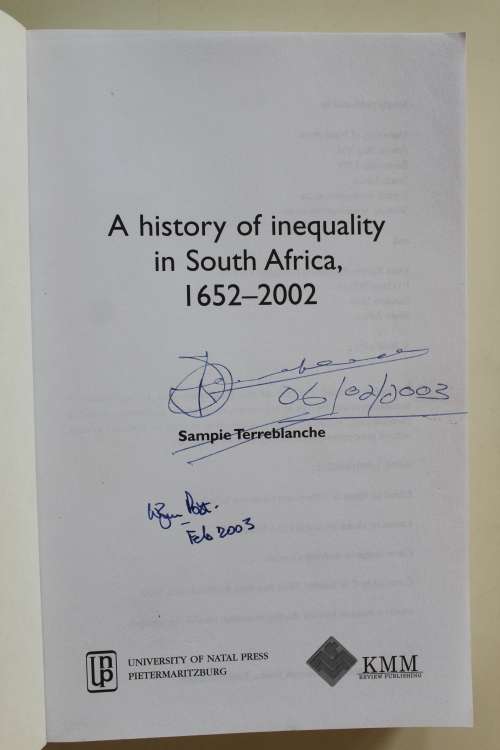 A history of inequality
in South Africa,
1652–2002
06/02/2003
Sampie Terreblanche
Feb 2003
UNIVERSITY OF NATAL PRESS
PIETERMARITZBURG
KMM
REVIEW PUBLISHING